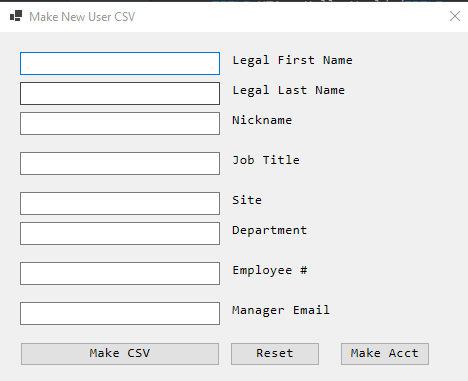 Make New User CSV
Legal First Name
Legal Last Name
Nickname
Job Title
Site
Department
Employee #
Manager Email
Make CSV Reset Make Acct